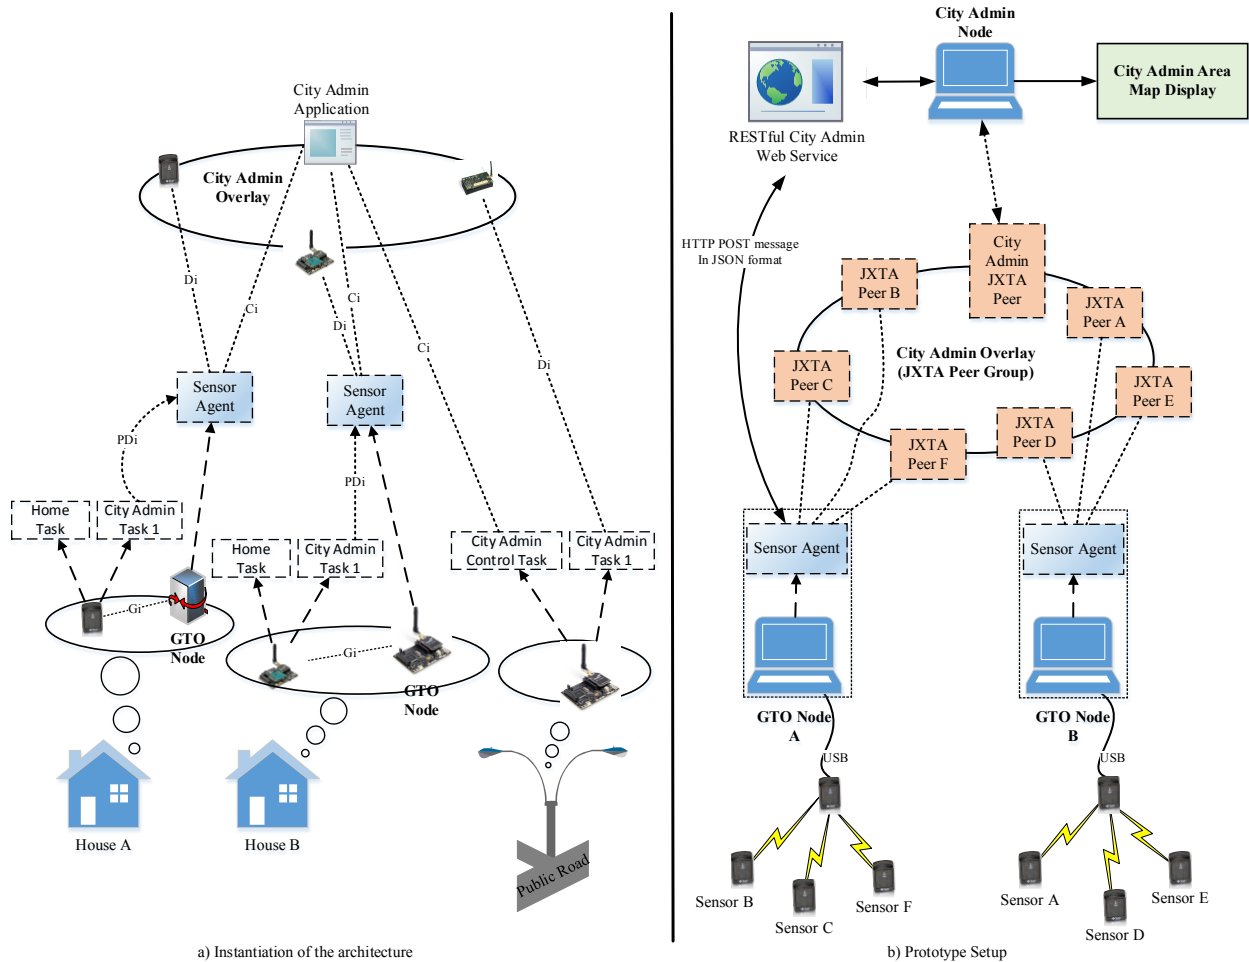 City Admin
Application
City Admin
Overlay
Di
Ci
Ci
Di
Ci
Di
Sensor
Agent
Sensor
Agent
PDi
PDi
Home
Task
City Admin
Task 1
Home
Task
City Admin
Task 1
City Admin
Control Task
City Admin
Task 1
Gi
GTO
Node
Gi
GTO
Node
House A
House B
Public Road
a) Instantiation of the architecture
City Admin
Node
RESTful City Admin
Web Service
City Admin Area
Map Display
HTTP POST message
In JSON format
City
Admin
JXTA
Peer
JXTA
Peer B
JXTA
Peer A
JXTA
Peer C
City Admin Overlay
(JXTA Peer Group)
JXTA
Peer E
JXTA
Peer D
JXTA
Peer F
Sensor Agent
Sensor Agent
GTO Node
A
GTO Node
B
USB
USB
Sensor B
Sensor C
Sensor F
Sensor A
Sensor D
Sensor E
b) Prototype Setup